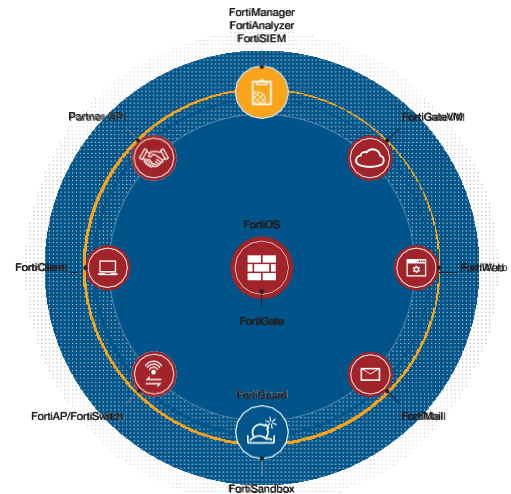 FortiManager
FortiAnalyzer
FortiSIEM
Partner API
FortiGateVM
FortiOS
FortiClient
FortiWeb
FortiGate
FortiGuard
FortiAP/FortiSwitch
FortiMail
FortiSandbox